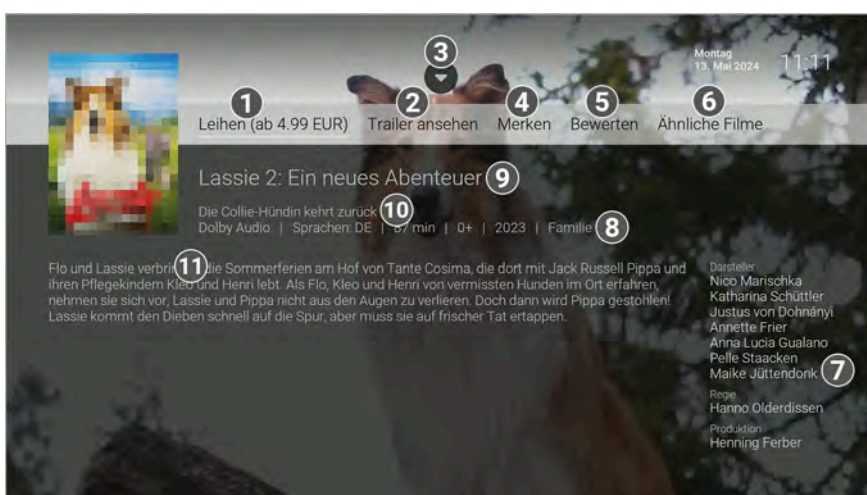 Montag
13. Mai 2024
11:11
3
1
2
4
5
6
Leihen (ab 4.99 EUR) Trailer ansehen Merken Bewerten Ähnliche Filme
Lassie 2: Ein neues Abenteuer 9
Die Collie-Hündin kehrt zurück 10
Dolby Audio | Sprachen: DE | 87 min | 0+ | 2023 | Familie 8
11
Flo und Lassie die Sommerferien am Hof von Tante Cosima, die dort mit Jack Russell Pippa und
ihren Pflegekindern Kleo und Henri lebt. Als Flo, Kleo und Henri von vermissten Hunden im Ort erfahren,
nehmen sie sich vor, Lassie und Pippa nicht aus den Augen zu verlieren. Doch dann wird Pippa gestohlen!
Lassie kommt den Dieben schnell auf die Spur, aber muss sie auf frischer Tat ertappen.
Darsteller
Nico Marischka
Katharina Schüttler
Justus von Dohnányi
Annette Frier
Anna Lucia Gualano
Pelle Staacken
Maike Jüttendonk 7
Regie
Hanno Olderdissen
Produktion
Henning Ferber